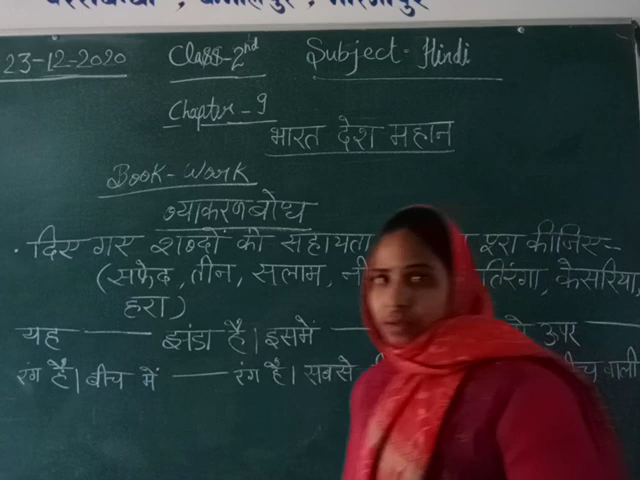 23-12-2020 Class-2nd Subject-Hindi
Chapter-9
भारत देश महान
Book-Work
व्याकरणबोध
• दिए गए शब्दों की सहायता पूरा कीजिए-
(सफेद, तीन, सलाम, तिरंगा, केसरिया,
हरा)
यह ——— झंडा है। इसमें ——— ऊपर ———
रंग है। बीच में ——— रंग है। सबसे वाली